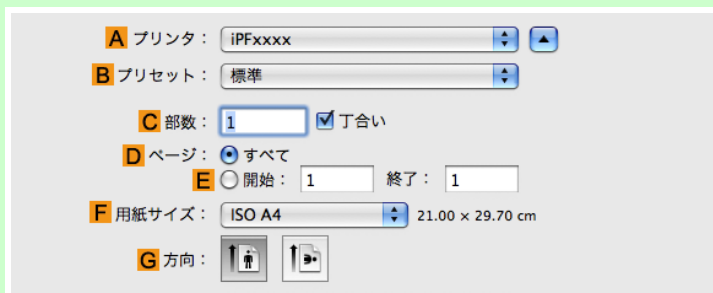 A プリンタ： iPFxxxx
B プリセット： 標準
C 部数： 1 丁合い
D ページ： すべて
E 開始： 1 終了： 1
F 用紙サイズ： ISO A4 21.00 × 29.70 cm
G 方向：